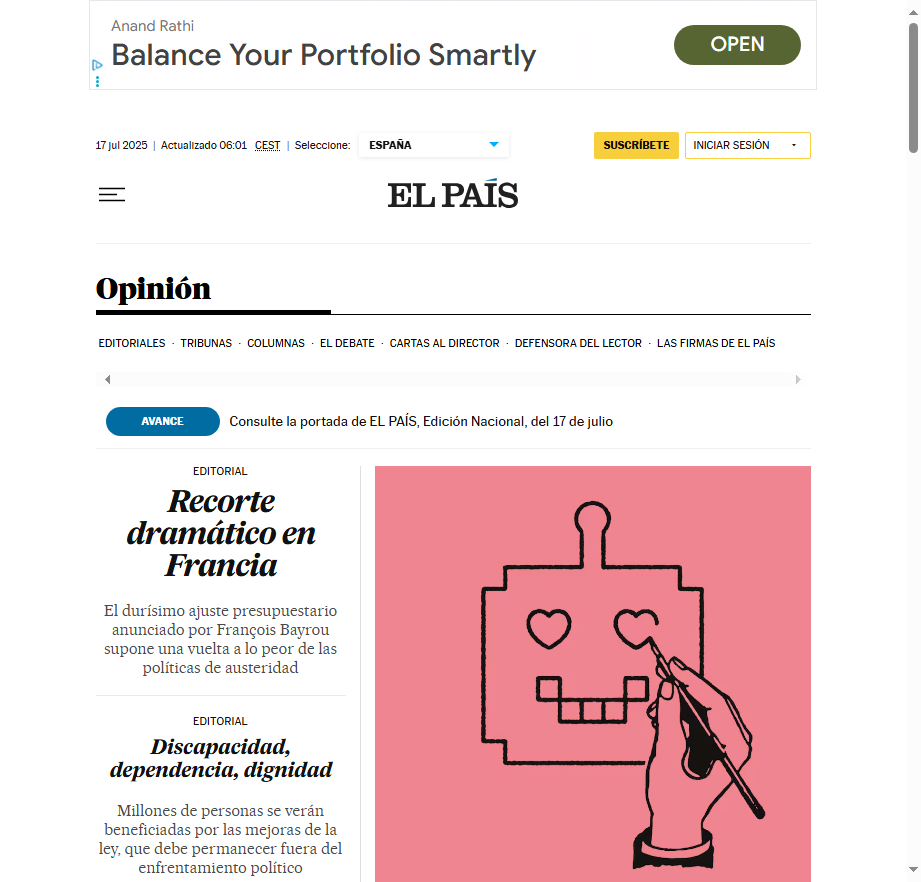 Anand Rathi
Balance Your Portfolio Smartly
OPEN
17 jul 2025 | Actualizado 06:01 CEST | Seleccione: ESPAÑA
SUSCRÍBETE
INICIAR SESIÓN
EL PAÍS
Opinión
EDITORIALES · TRIBUNAS · COLUMNAS · EL DEBATE · CARTAS AL DIRECTOR · DEFENSORA DEL LECTOR · LAS FIRMAS DE EL PAÍS
AVANCE
Consulte la portada de EL PAÍS, Edición Nacional, del 17 de julio
EDITORIAL
Recorte
dramático en
Francia
El durísimo ajuste presupuestario
anunciado por François Bayrou
supone una vuelta a lo peor de las
políticas de austeridad
EDITORIAL
Discapacidad,
dependencia, dignidad
Millones de personas se verán
beneficiadas por las mejoras de la
ley, que debe permanecer fuera del
enfrentamiento político